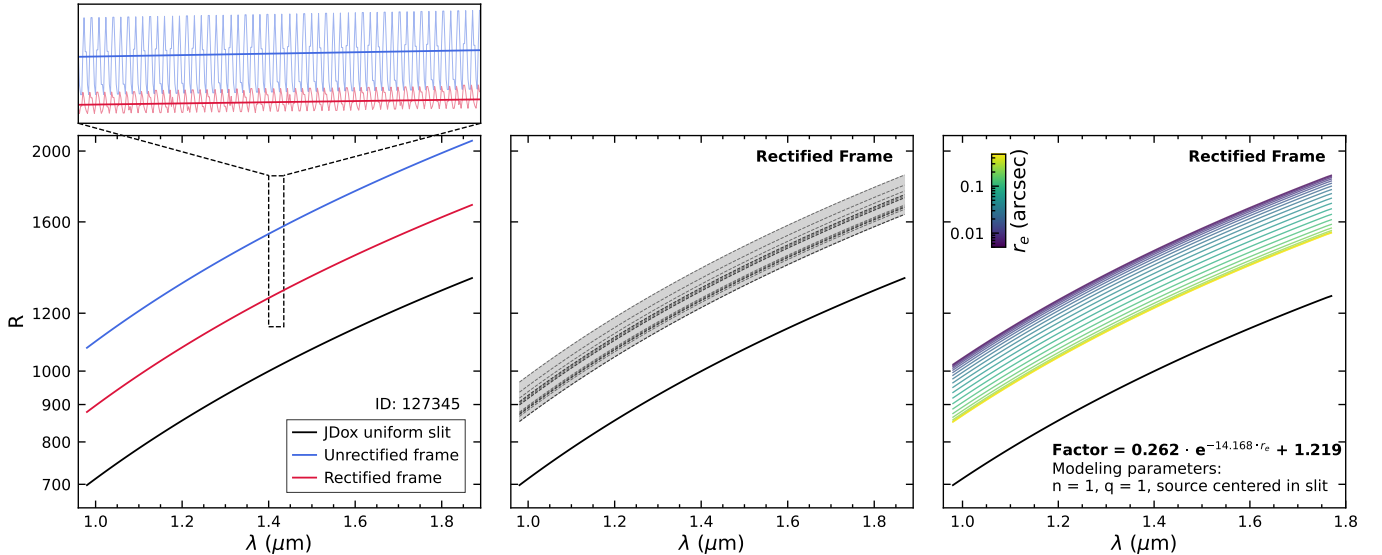 2000
1600
1200
1000
900
800
700
R
ID: 127345
JDox uniform slit
Unrectified frame
Rectified frame
1.0
1.2
1.4
1.6
1.8
λ (μm)
Rectified Frame
1.0
1.2
1.4
1.6
1.8
λ (μm)
Rectified Frame
0.1
0.01
r_e (arcsec)
Factor = 0.262 · e^{−14.168·r_e} + 1.219
Modeling parameters:
n = 1, q = 1, source centered in slit
1.0
1.2
1.4
1.6
1.8
λ (μm)